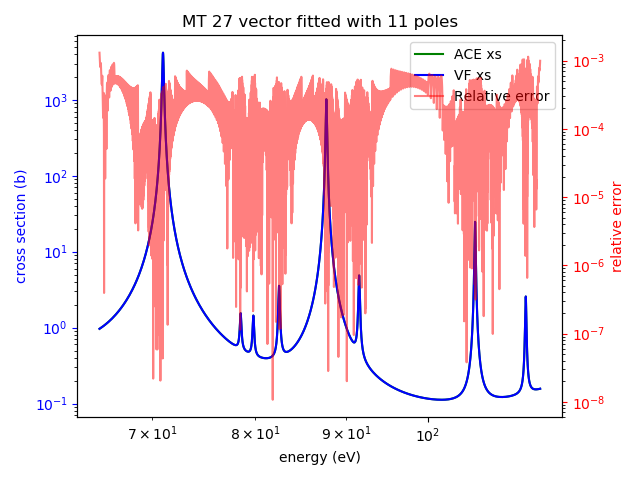 MT 27 vector fitted with 11 poles
ACE xs
VF xs
Relative error
cross section (b)
10³
10²
10¹
10⁰
10⁻¹
10⁻³
10⁻⁴
10⁻⁵
10⁻⁶
10⁻⁷
10⁻⁸
relative error
7 × 10¹ 8 × 10¹ 9 × 10¹ 10²
energy (eV)